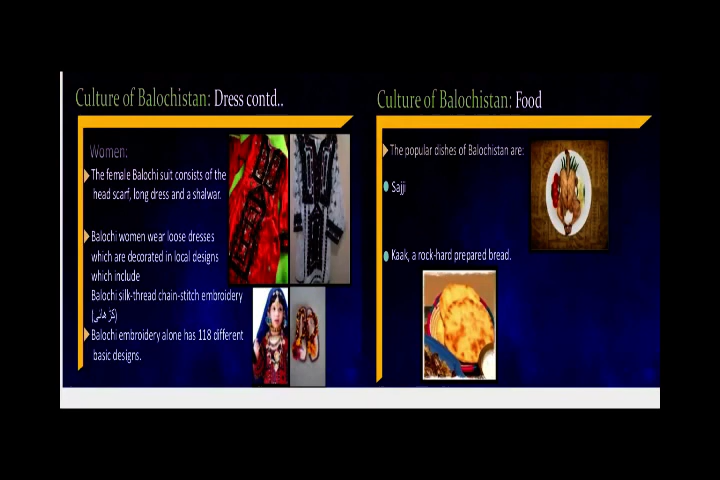 Culture of Balochistan: Dress contd..
Women:
The female Balochi suit consists of the
head scarf, long dress and a shalwar.
Balochi women wear loose dresses
which are decorated in local designs
which include
Balochi silk-thread chain-stitch embroidery
(کڑھائی)
Balochi embroidery alone has 118 different
basic designs.
Culture of Balochistan: Food
The popular dishes of Balochistan are:
Sajji
Kaak, a rock-hard prepared bread.